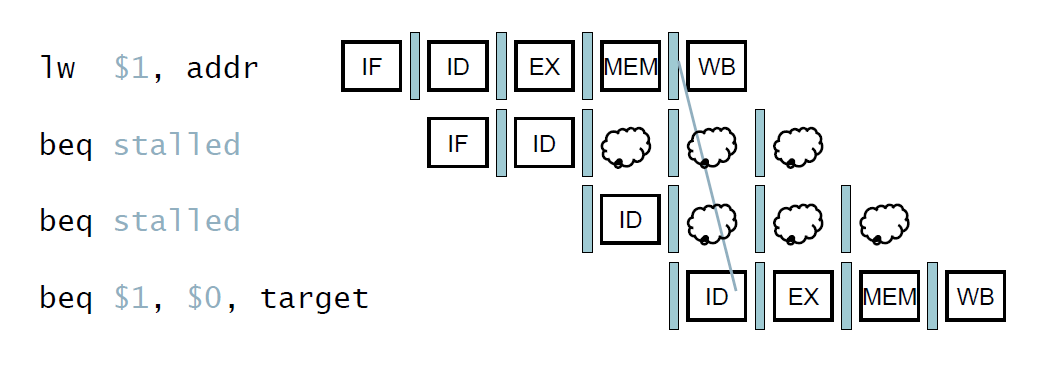 lw $1, addr IF ID EX MEM WB
beq stalled IF ID
beq stalled ID
beq $1, $0, target ID EX MEM WB